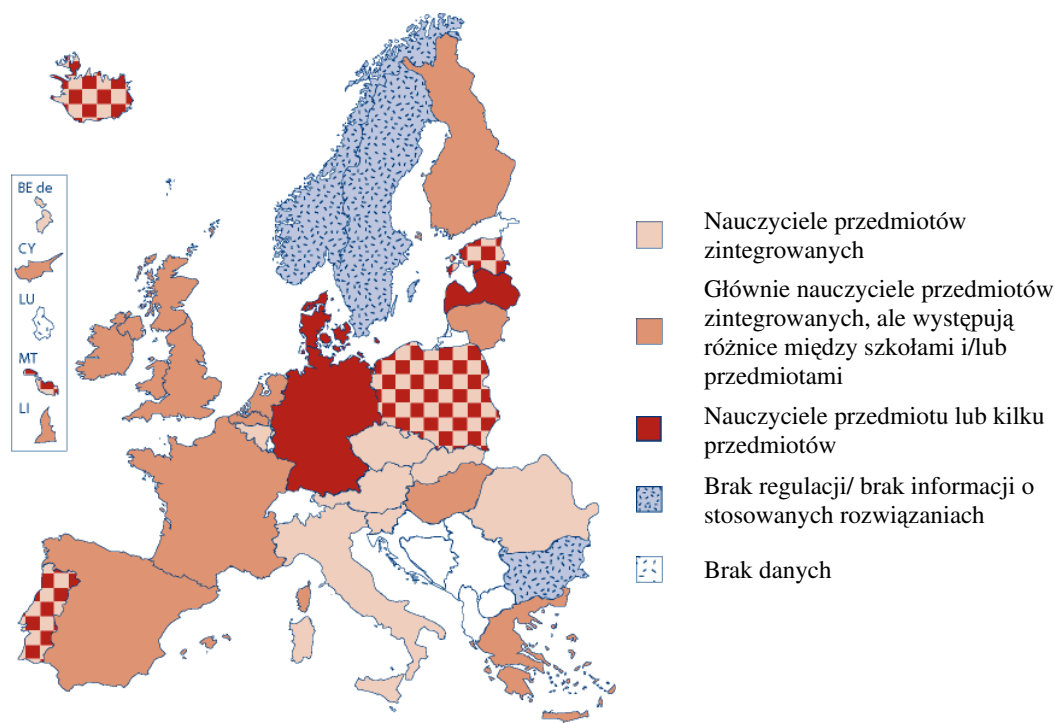 BE de
CY
LU
MT
LI
Nauczyciele przedmiotów
zintegrowanych
Głównie nauczyciele przedmiotów
zintegrowanych, ale występują
różnice między szkołami i/lub
przedmiotami
Nauczyciele przedmiotu lub kilku
przedmiotów
Brak regulacji/ brak informacji o
stosowanych rozwiązaniach
Brak danych